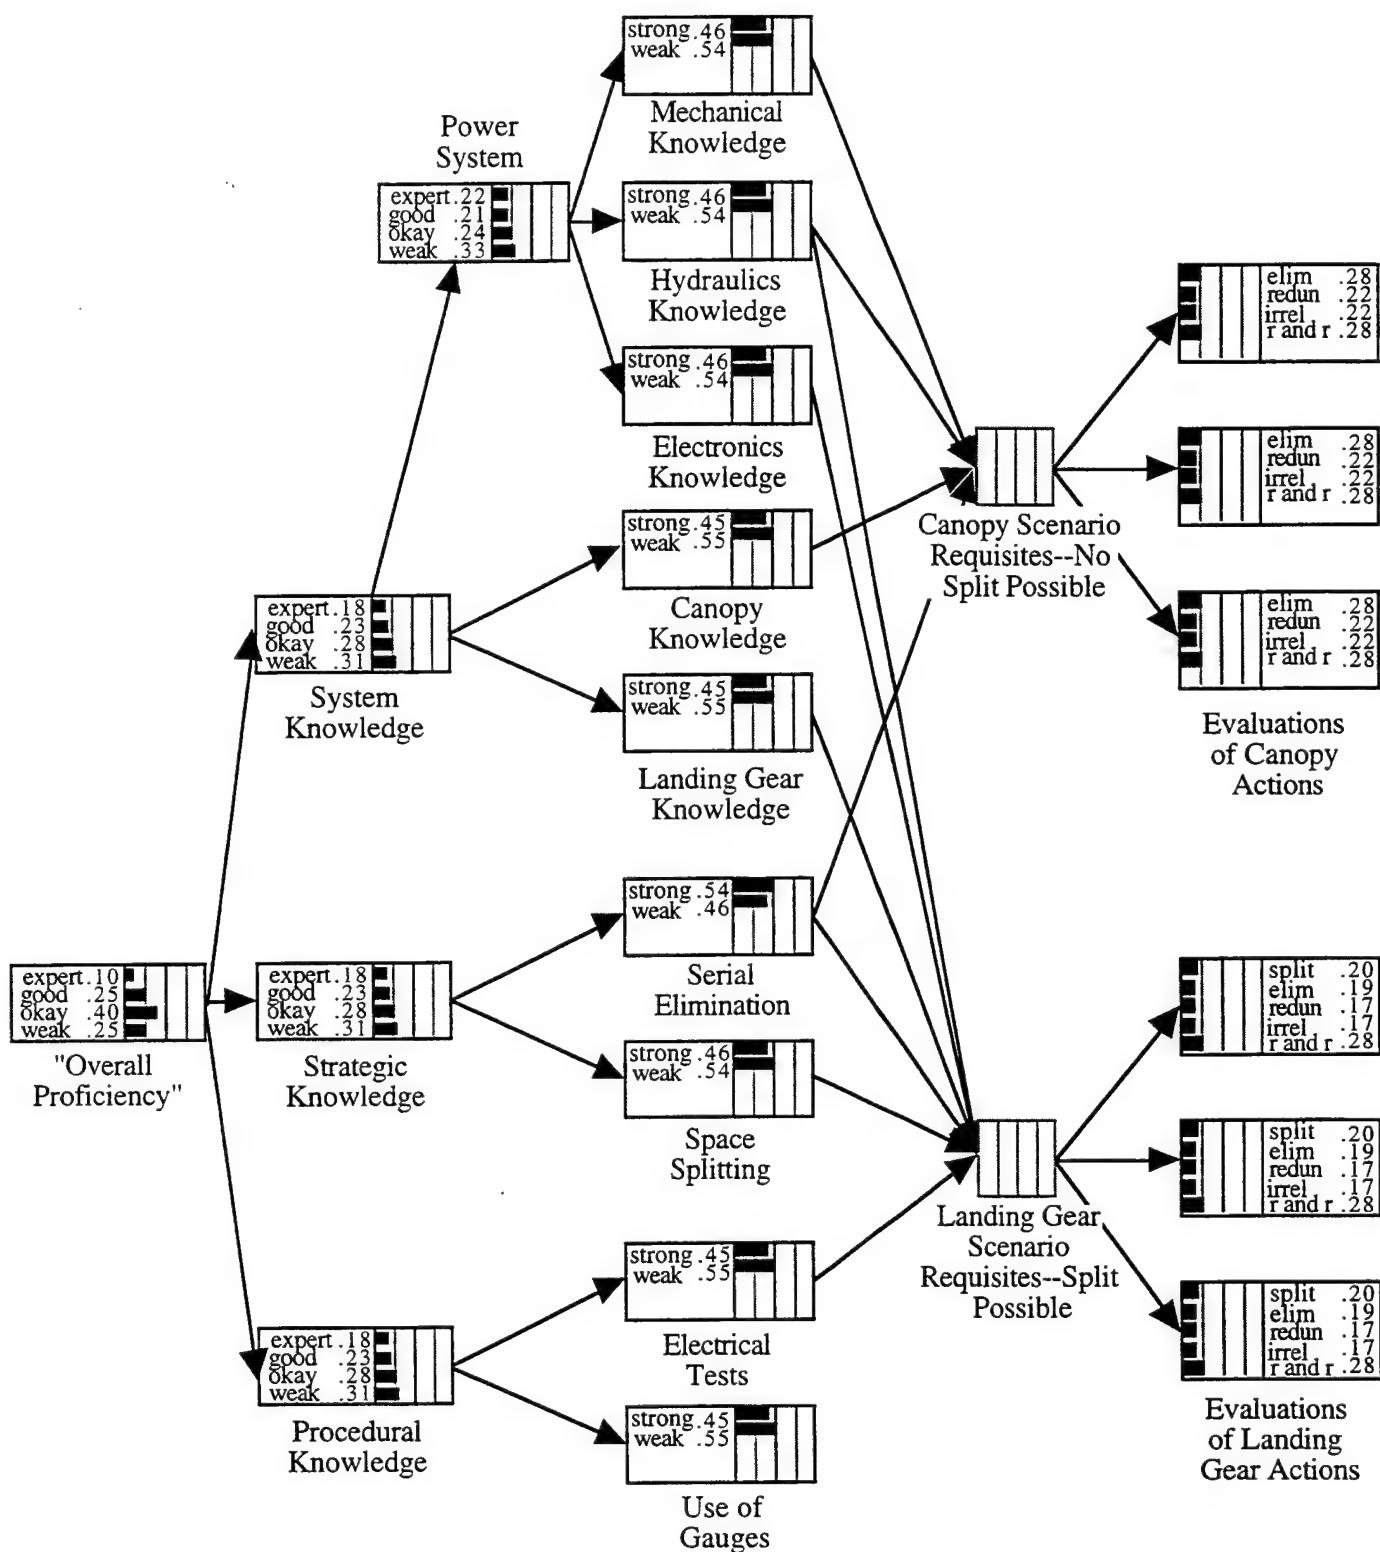 strong .46
weak .54
Mechanical
Knowledge
Power
System
expert .22
good .21
okay .24
weak .33
strong .46
weak .54
Hydraulics
Knowledge
strong .46
weak .54
Electronics
Knowledge
strong .45
weak .55
Canopy
Knowledge
expert .18
good .23
okay .28
weak .31
System
Knowledge
strong .45
weak .55
Landing Gear
Knowledge
strong .54
weak .46
Serial
Elimination
expert .10
good .25
okay .40
weak .25
"Overall
Proficiency"
expert .18
good .23
okay .28
weak .31
Strategic
Knowledge
strong .46
weak .54
Space
Splitting
strong .45
weak .55
Electrical
Tests
expert .18
good .23
okay .28
weak .31
Procedural
Knowledge
strong .45
weak .55
Use of
Gauges
Canopy Scenario
Requisites--No
Split Possible
Landing Gear
Scenario
Requisites--Split
Possible
elim .28
redun .22
irrel .22
r and r .28
elim .28
redun .22
irrel .22
r and r .28
elim .28
redun .22
irrel .22
r and r .28
Evaluations
of Canopy
Actions
split .20
elim .19
redun .17
irrel .17
r and r .28
split .20
elim .19
redun .17
irrel .17
r and r .28
split .20
elim .19
redun .17
irrel .17
r and r .28
Evaluations
of Landing
Gear Actions